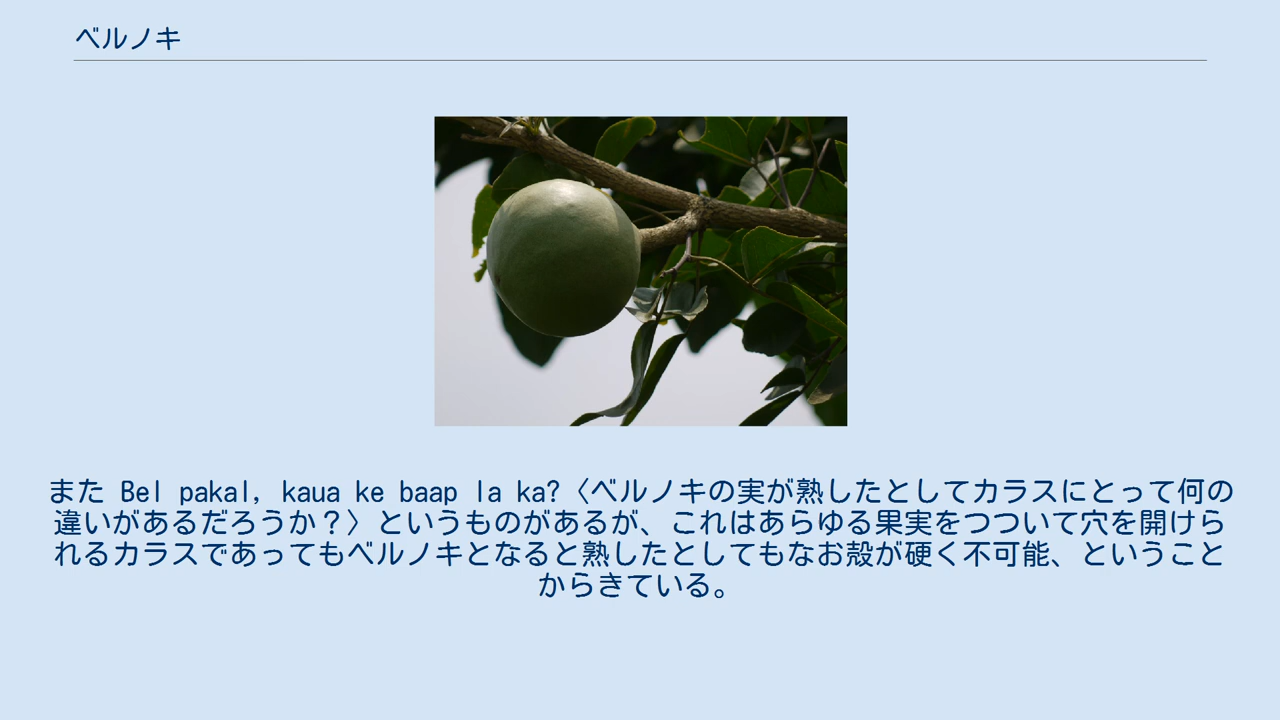 ベルノキ
また Bel pakal, kaua ke baap la ka?〈ベルノキの実が熟したとしてカラスにとって何の
違いがあるだろうか？〉というものがあるが、これはあらゆる果実をつついて穴を開けら
れるカラスであってもベルノキとなると熟したとしてもなお殻が硬く不可能、ということ
からきている。